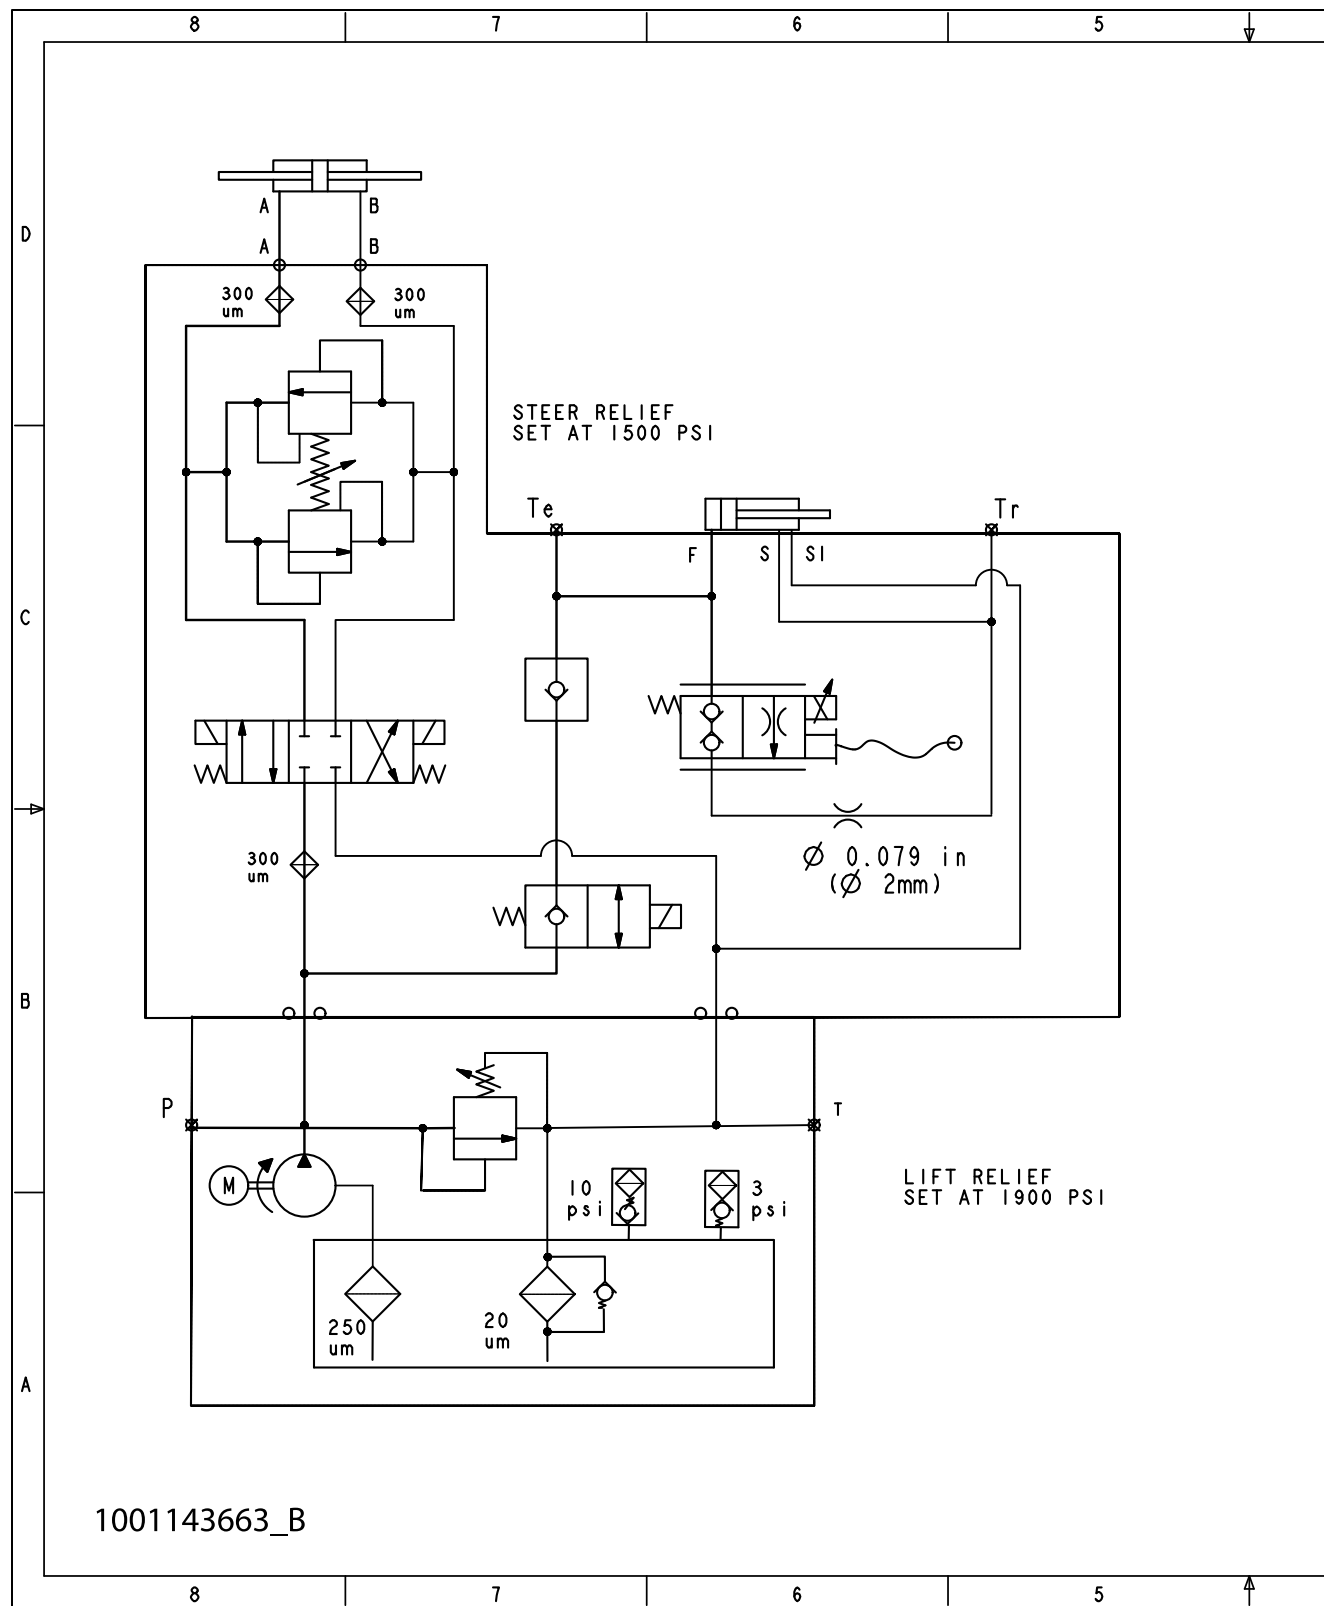 8 7 6 5
A B
D
A B
300 um
300 um
STEER RELIEF
SET AT 1500 PSI
Te
Tr
F S S1
C
300 um
Ø 0.079 in
(Ø 2mm)
B
P
T
M
10 psi
3 psi
LIFT RELIEF
SET AT 1900 PSI
250 um
20 um
A
1001143663_B
8 7 6 5